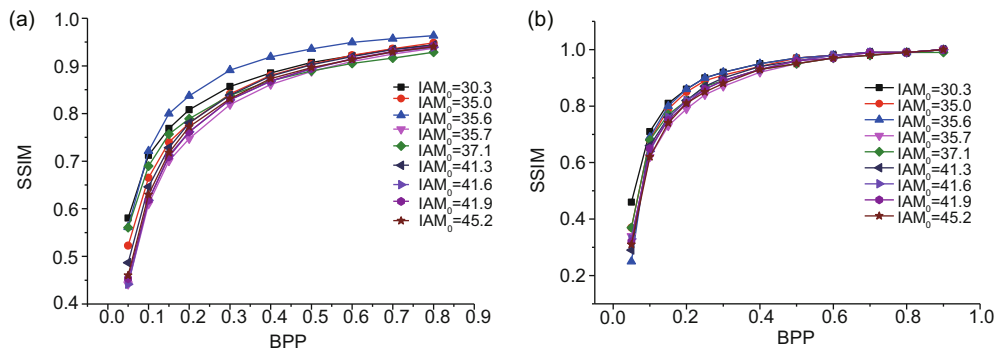 (a)
SSIM
1.0
0.9
0.8
0.7
0.6
0.5
0.4
0.0 0.1 0.2 0.3 0.4 0.5 0.6 0.7 0.8 0.9
BPP
IAM₀=30.3
IAM₀=35.0
IAM₀=35.6
IAM₀=35.7
IAM₀=37.1
IAM₀=41.3
IAM₀=41.6
IAM₀=41.9
IAM₀=45.2
(b)
SSIM
1.0
0.8
0.6
0.4
0.2
0.0 0.2 0.4 0.6 0.8 1.0
BPP
IAM₀=30.3
IAM₀=35.0
IAM₀=35.6
IAM₀=35.7
IAM₀=37.1
IAM₀=41.3
IAM₀=41.6
IAM₀=41.9
IAM₀=45.2